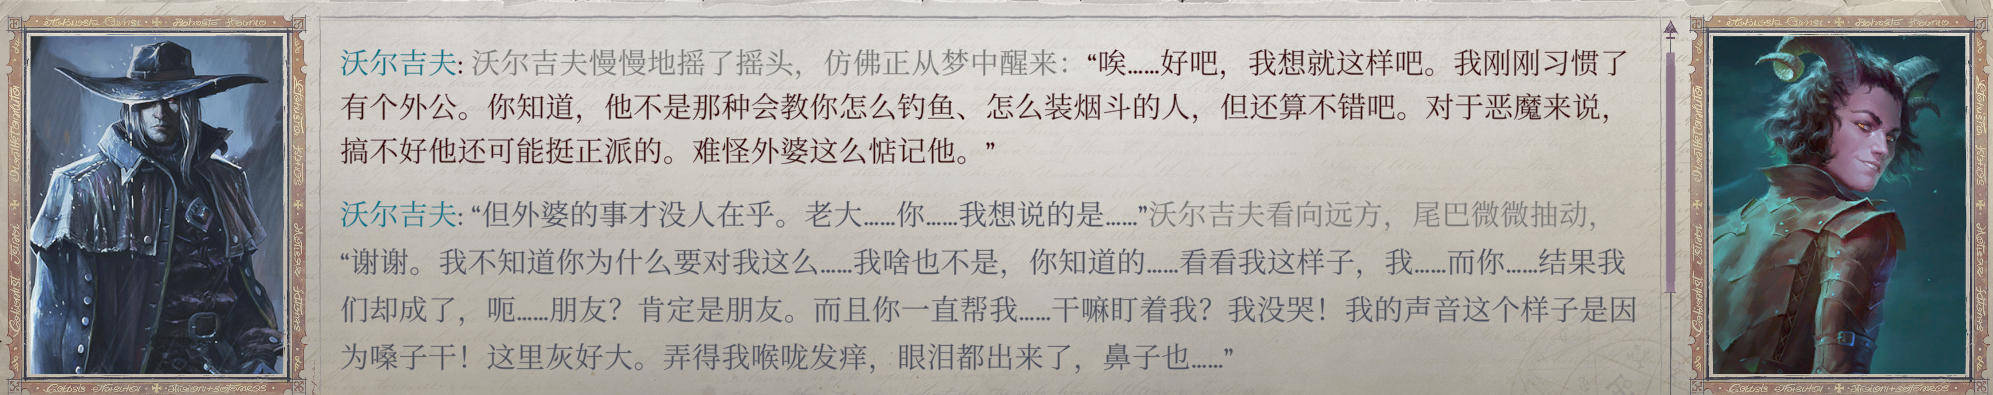 沃尔吉夫: 沃尔吉夫慢慢地摇了摇头，仿佛正从梦中醒来：“唉……好吧，我想就这样吧。我刚刚习惯了
有个外公。你知道，他不是那种会教你怎么钓鱼、怎么装烟斗的人，但还算不错吧。对于恶魔来说，
搞不好他还可能挺正派的。难怪外婆这么惦记他。”
沃尔吉夫: “但外婆的事才没人在乎。老大……你……我想说的是……”沃尔吉夫看向远方，尾巴微微抽动，
“谢谢。我不知道你为什么要对我这么……我啥也不是，你知道的……看看我这样子，我……而你……结果我
们却成了，呃……朋友？肯定是朋友。而且你一直帮我……干嘛盯着我？我没哭！我的声音这个样子是因
为嗓子干！这里灰好大。弄得我喉咙发痒，眼泪都出来了，鼻子也……”